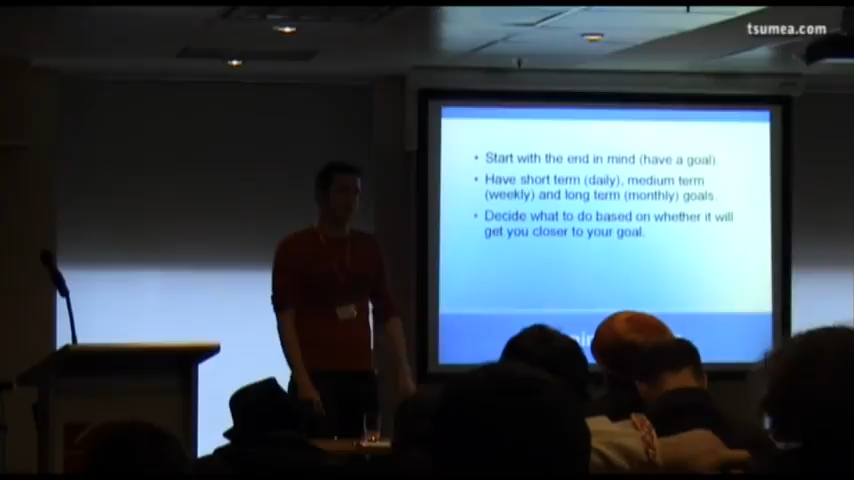 tsumea.com
• Start with the end in mind (have a goal).
• Have short term (daily), medium term
(weekly) and long term (monthly) goals.
• Decide what to do based on whether it will
get you closer to your goal.